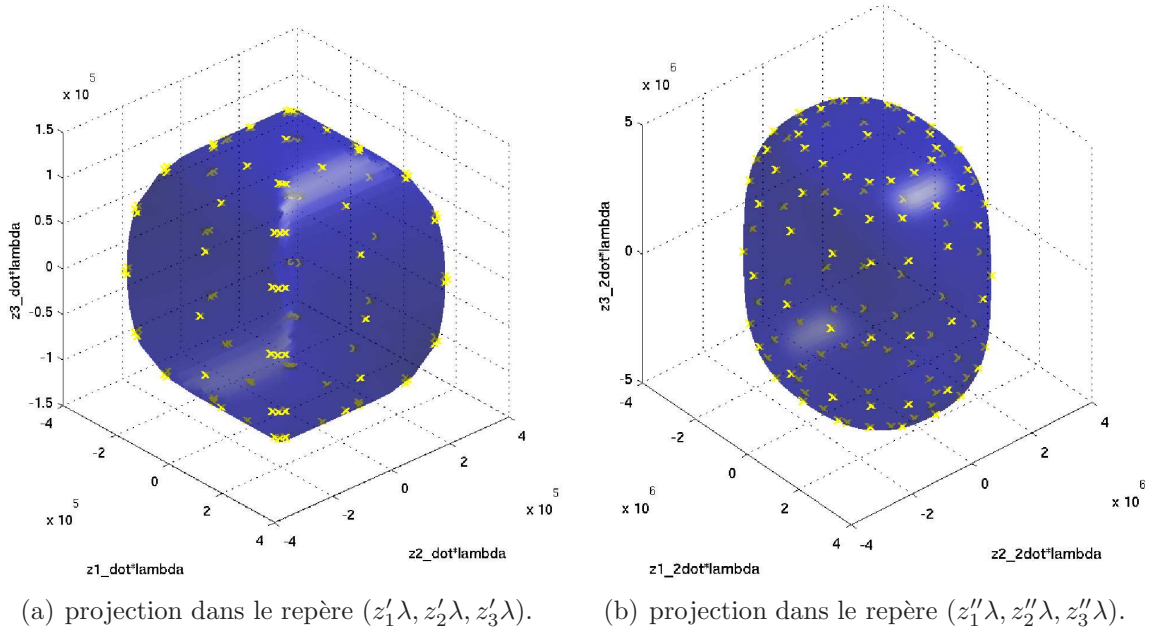 x 10 5
1.5
1
0.5
0
−0.5
−1
−1.5
z3_dot*lambda
−4
−2
0
2
4
x 10 5
z1_dot*lambda
−4
−2
0
2
4
x 10 5
z2_dot*lambda
x 10 6
5
0
−5
z3_2dot*lambda
−4
−2
0
2
4
x 10 6
z1_2dot*lambda
−4
−2
0
2
4
x 10 6
z2_2dot*lambda
(a) projection dans le repère (z′₁λ, z′₂λ, z′₃λ).
(b) projection dans le repère (z″₁λ, z″₂λ, z″₃λ).